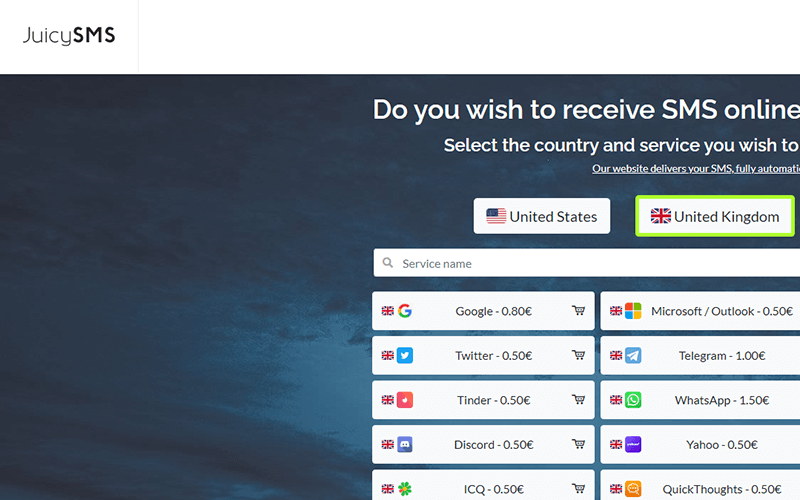 JuicySMS
Do you wish to receive SMS online
Select the country and service you wish to
Our website delivers your SMS, fully automatic
United States
United Kingdom
Service name
Google - 0.80€
Microsoft / Outlook - 0.50€
Twitter - 0.50€
Telegram - 1.00€
Tinder - 0.50€
WhatsApp - 1.50€
Discord - 0.50€
Yahoo - 0.50€
ICQ - 0.50€
QuickThoughts - 0.50€